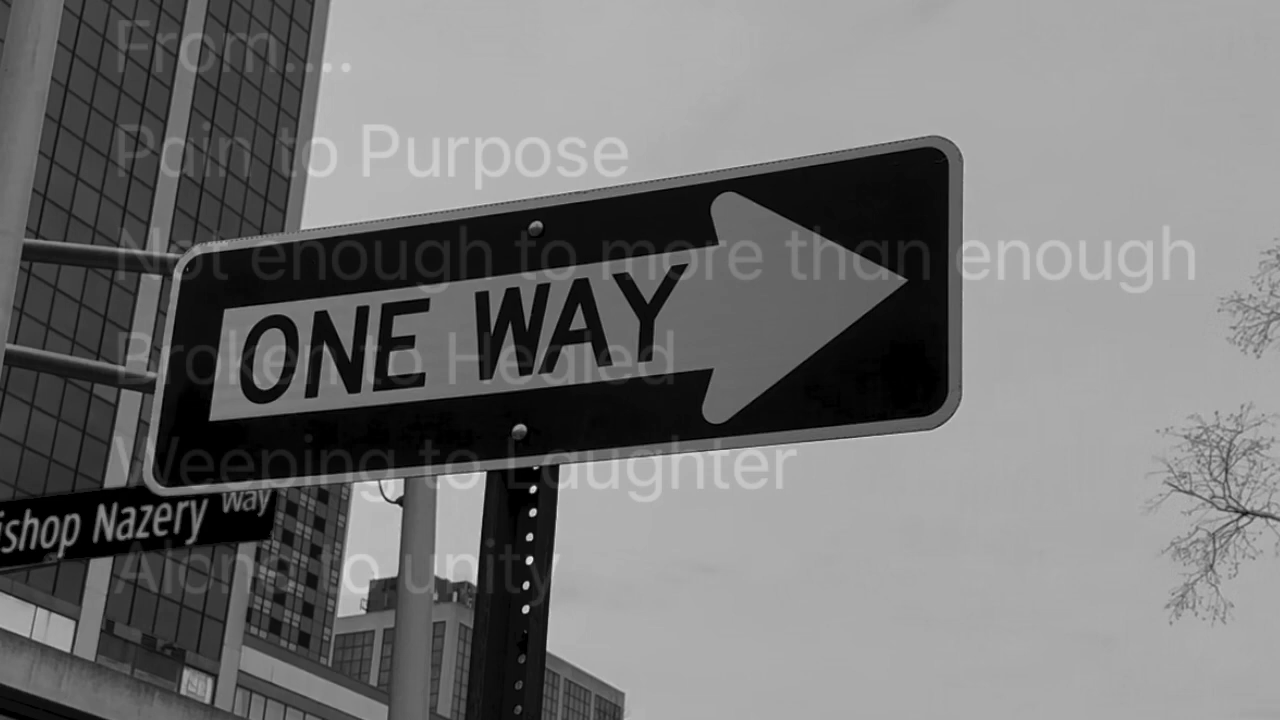 From....
Pain to Purpose
Not enough to more than enough
ONE WAY
Broken to Healed
Weeping to Laughter
ishop Nazery Way
Alone to unity